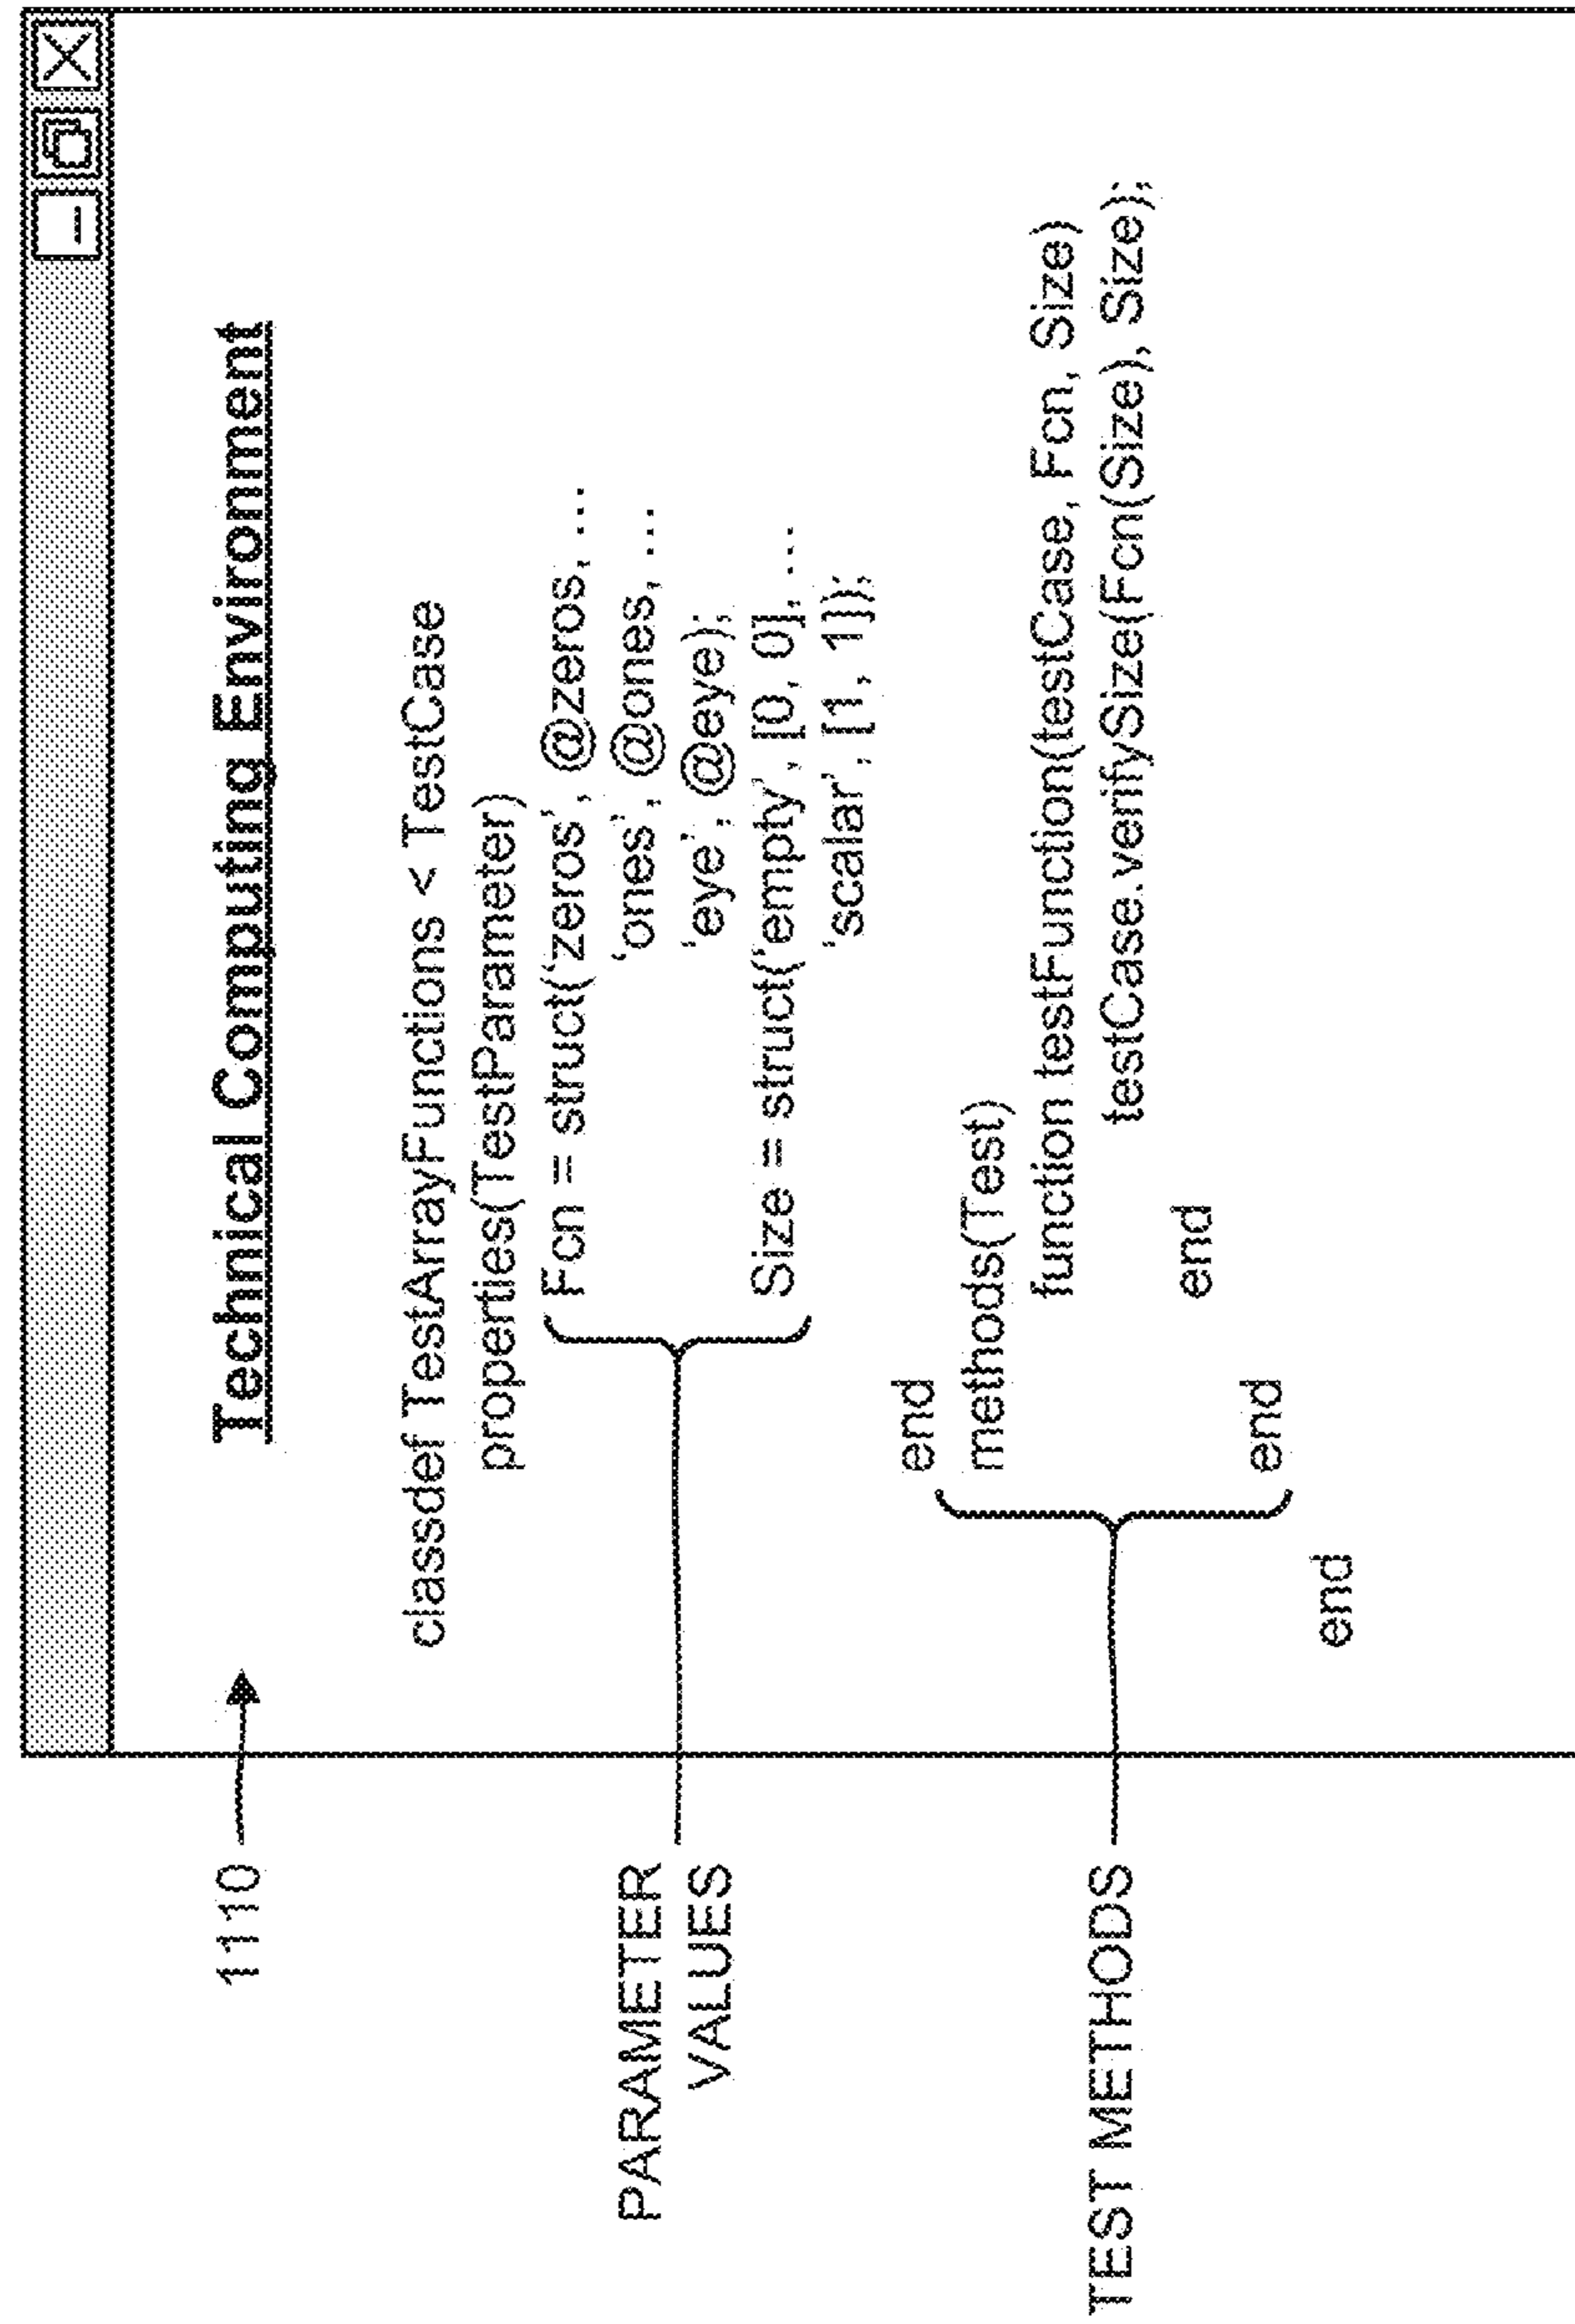 Technical Computing Environment
1110
classdef TestArrayFunctions < TestCase
properties(TestParameter)
Fcn = struct('zeros', @zeros, ...
'ones', @ones, ...
'eye', @eye);
Size = struct('empty', [0, 0], ...
'scalar', [1, 1]);
PARAMETER
VALUES
end
methods(Test)
function testFunction(testCase, Fcn, Size)
testCase.verifySize(Fcn(Size), Size);
end
end
TEST METHODS
end